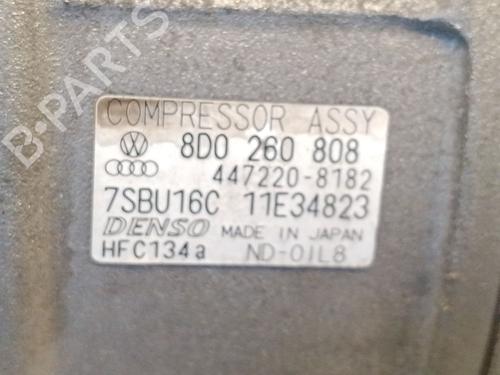 B-PARTS
COMPRESSOR ASSY
8D0 260 808
447220-8182
7SBU16C 11E34823
DENSO MADE IN JAPAN
HFC134a ND-OIL8